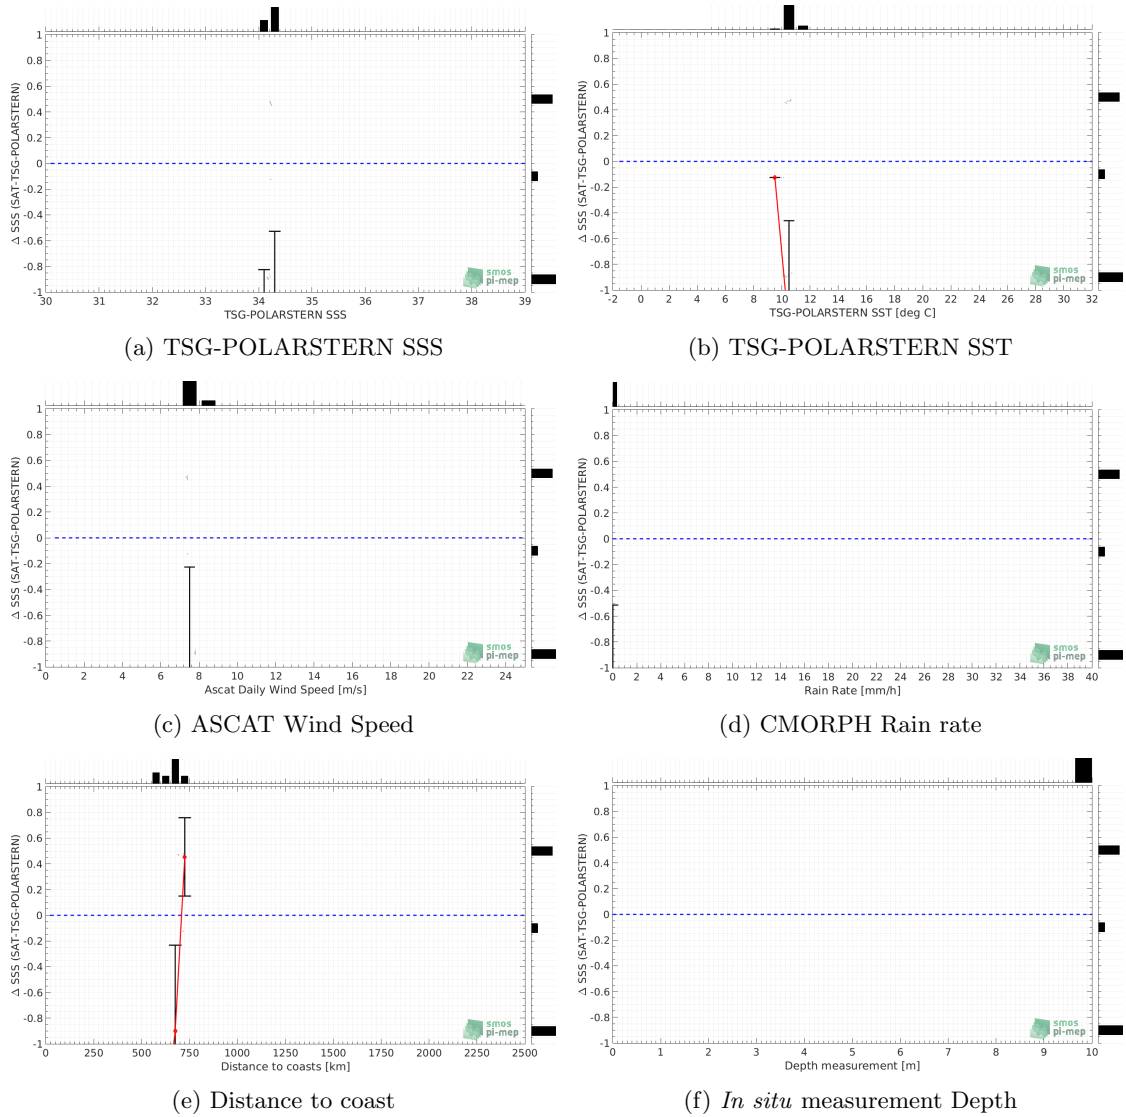 1
0.8
0.6
0.4
0.2
0
-0.2
-0.4
-0.6
-0.8
-1
Δ SSS (SAT-TSG-POLARSTERN)
smos
pi-mep
30 31 32 33 34 35 36 37 38 39
TSG-POLARSTERN SSS
(a) TSG-POLARSTERN SSS
1
0.8
0.6
0.4
0.2
0
-0.2
-0.4
-0.6
-0.8
-1
Δ SSS (SAT-TSG-POLARSTERN)
smos
pi-mep
-2 0 2 4 6 8 10 12 14 16 18 20 22 24 26 28 30 32
TSG-POLARSTERN SST [deg C]
(b) TSG-POLARSTERN SST
1
0.8
0.6
0.4
0.2
0
-0.2
-0.4
-0.6
-0.8
-1
Δ SSS (SAT-TSG-POLARSTERN)
smos
pi-mep
0 2 4 6 8 10 12 14 16 18 20 22 24
Ascat Daily Wind Speed [m/s]
(c) ASCAT Wind Speed
1
0.8
0.6
0.4
0.2
0
-0.2
-0.4
-0.6
-0.8
-1
Δ SSS (SAT-TSG-POLARSTERN)
smos
pi-mep
0 2 4 6 8 10 12 14 16 18 20 22 24 26 28 30 32 34 36 38 40
Rain Rate [mm/h]
(d) CMORPH Rain rate
1
0.8
0.6
0.4
0.2
0
-0.2
-0.4
-0.6
-0.8
-1
Δ SSS (SAT-TSG-POLARSTERN)
smos
pi-mep
0 250 500 750 1000 1250 1500 1750 2000 2250 2500
Distance to coasts [km]
(e) Distance to coast
1
0.8
0.6
0.4
0.2
0
-0.2
-0.4
-0.6
-0.8
-1
Δ SSS (SAT-TSG-POLARSTERN)
smos
pi-mep
0 1 2 3 4 5 6 7 8 9 10
Depth measurement [m]
(f) In situ measurement Depth